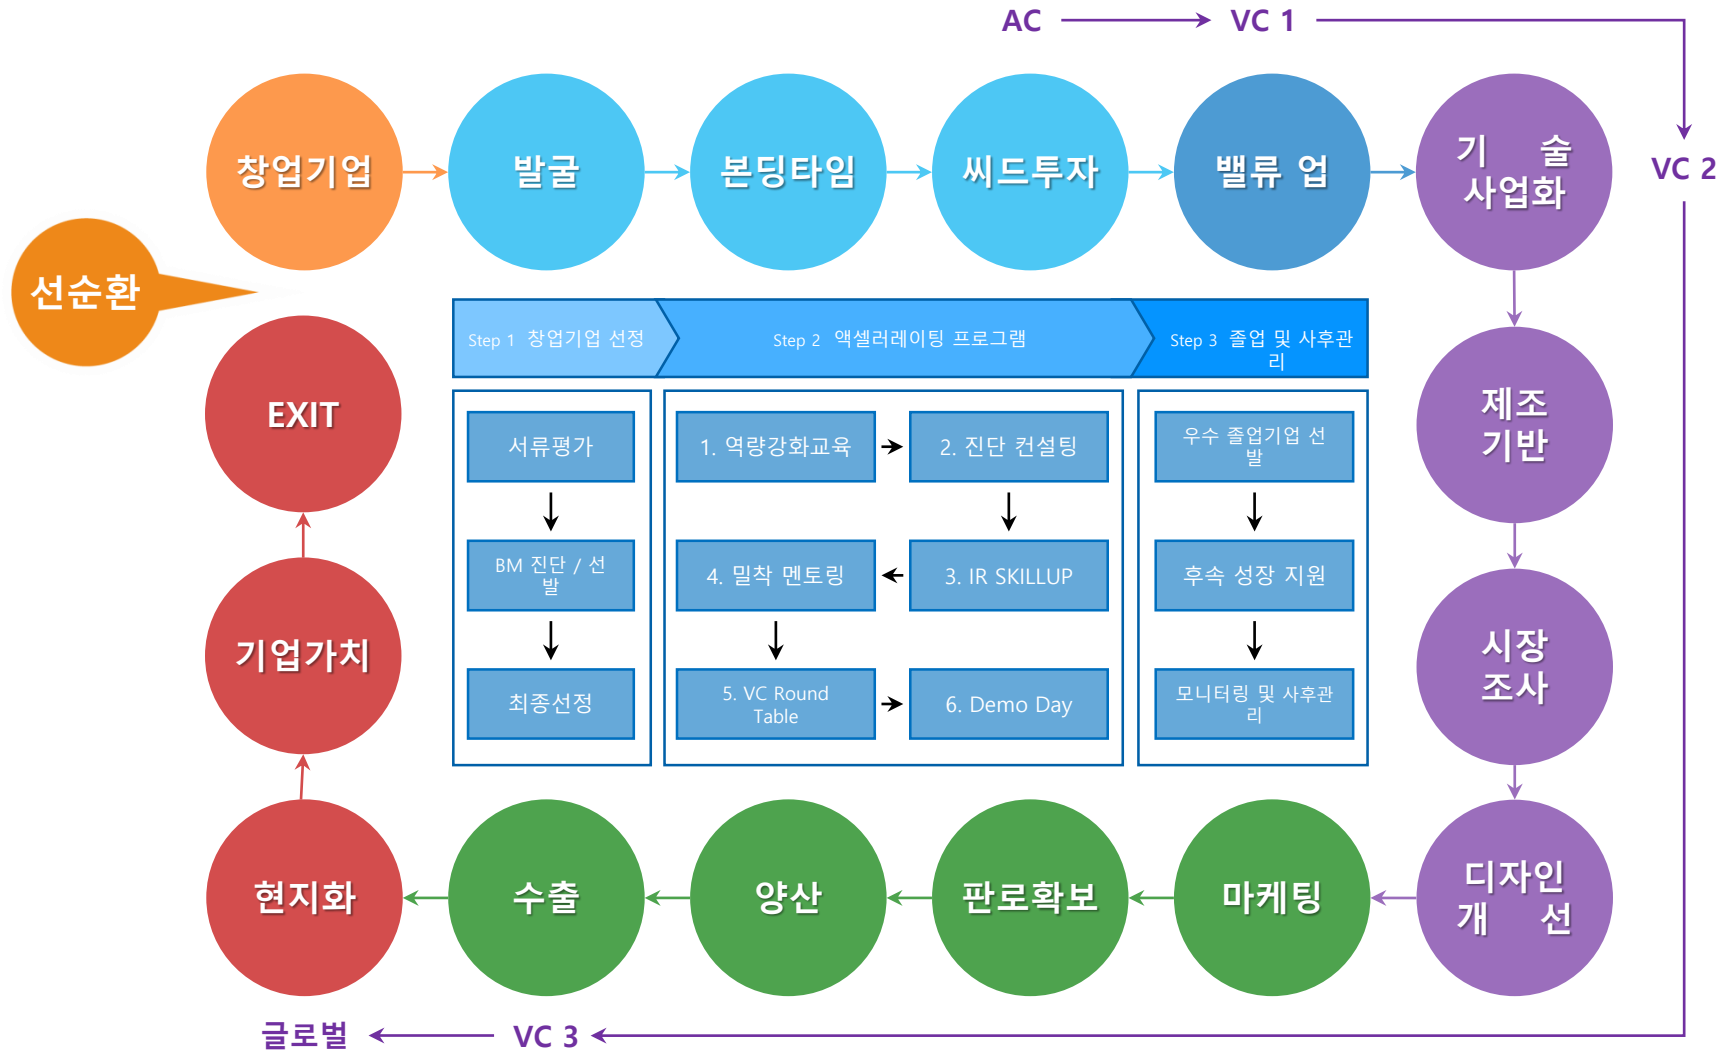 AC
VC 1
창업기업
발굴
본딩타임
씨드투자
밸류 업
기 술
사업화
VC 2
선순환
Step 1 창업기업 선정
Step 2 액셀러레이팅 프로그램
Step 3 졸업 및 사후관
리
EXIT
서류평가
BM 진단 / 선
발
최종선정
1. 역량강화교육
2. 진단 컨설팅
3. IR SKILLUP
4. 밀착 멘토링
5. VC Round
Table
6. Demo Day
우수 졸업기업 선
발
후속 성장 지원
모니터링 및 사후관
리
제조
기반
기업가치
시장
조사
현지화
수출
양산
판로확보
마케팅
디자인
개 선
글로벌
VC 3